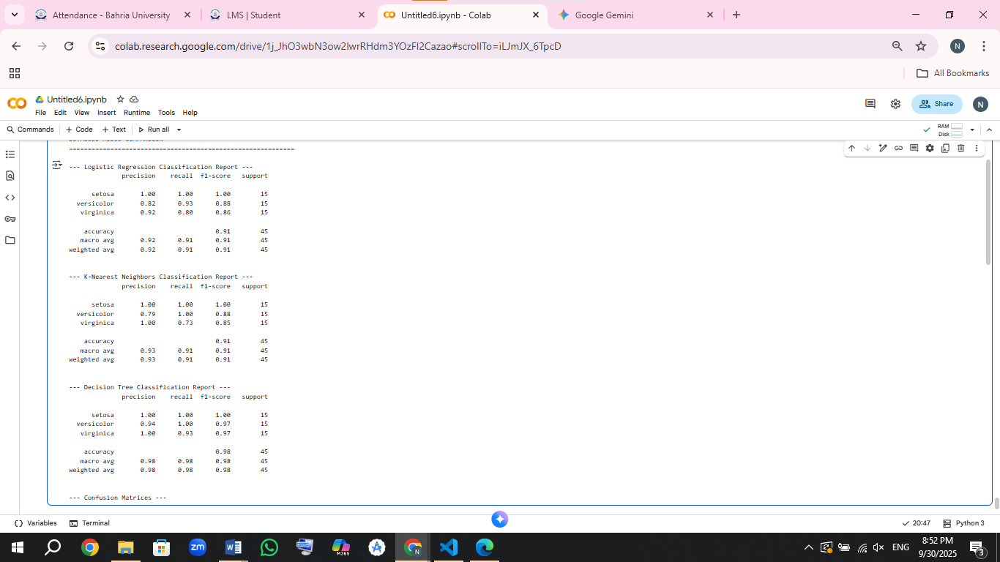 Attendance - Bahria University
LMS | Student
Untitled6.ipynb - Colab
Google Gemini
colab.research.google.com/drive/1j_JhO3wbN3ow2IwrRHdm3YOzFI2Cazao#scrollTo=iLJmJX_6TpcD
N
All Bookmarks
CO
Untitled6.ipynb
File Edit View Insert Runtime Tools Help
Share
N
Commands + Code + Text Run all
RAM
Disk
============================================================
--- Logistic Regression Classification Report ---
precision recall f1-score support
setosa 1.00 1.00 1.00 15
versicolor 0.82 0.93 0.88 15
virginica 0.92 0.80 0.86 15
accuracy 0.91 45
macro avg 0.92 0.91 0.91 45
weighted avg 0.92 0.91 0.91 45
--- K-Nearest Neighbors Classification Report ---
precision recall f1-score support
setosa 1.00 1.00 1.00 15
versicolor 0.79 1.00 0.88 15
virginica 1.00 0.73 0.85 15
accuracy 0.91 45
macro avg 0.93 0.91 0.91 45
weighted avg 0.93 0.91 0.91 45
--- Decision Tree Classification Report ---
precision recall f1-score support
setosa 1.00 1.00 1.00 15
versicolor 0.94 1.00 0.97 15
virginica 1.00 0.93 0.97 15
accuracy 0.98 45
macro avg 0.98 0.98 0.98 45
weighted avg 0.98 0.98 0.98 45
--- Confusion Matrices ---
Variables Terminal
20:47 Python 3
zm
M365
ENG
8:52 PM
9/30/2025
3